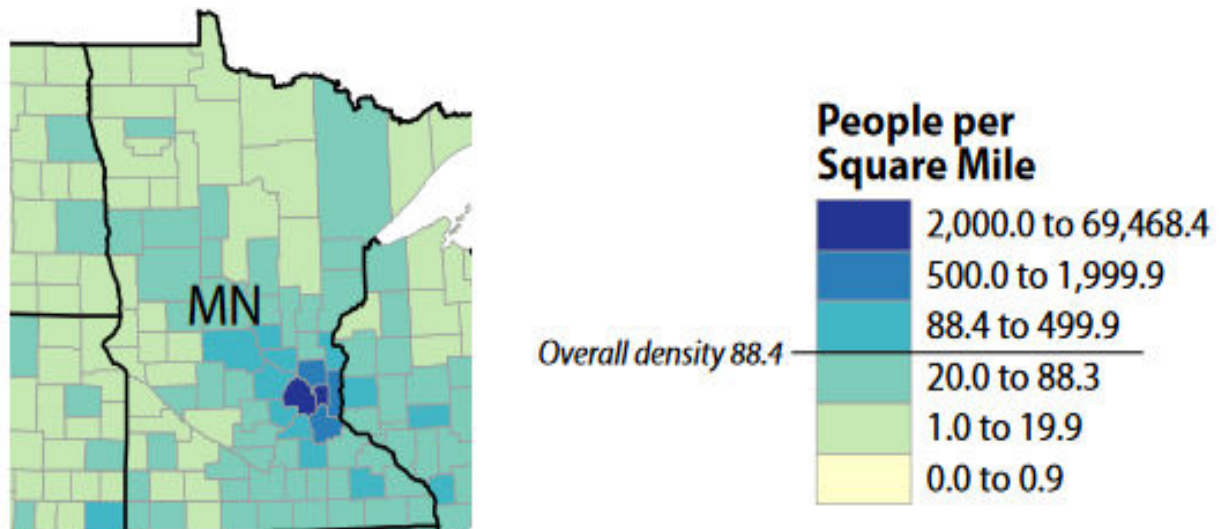 MN
People per
Square Mile
2,000.0 to 69,468.4
500.0 to 1,999.9
88.4 to 499.9
Overall density 88.4
20.0 to 88.3
1.0 to 19.9
0.0 to 0.9